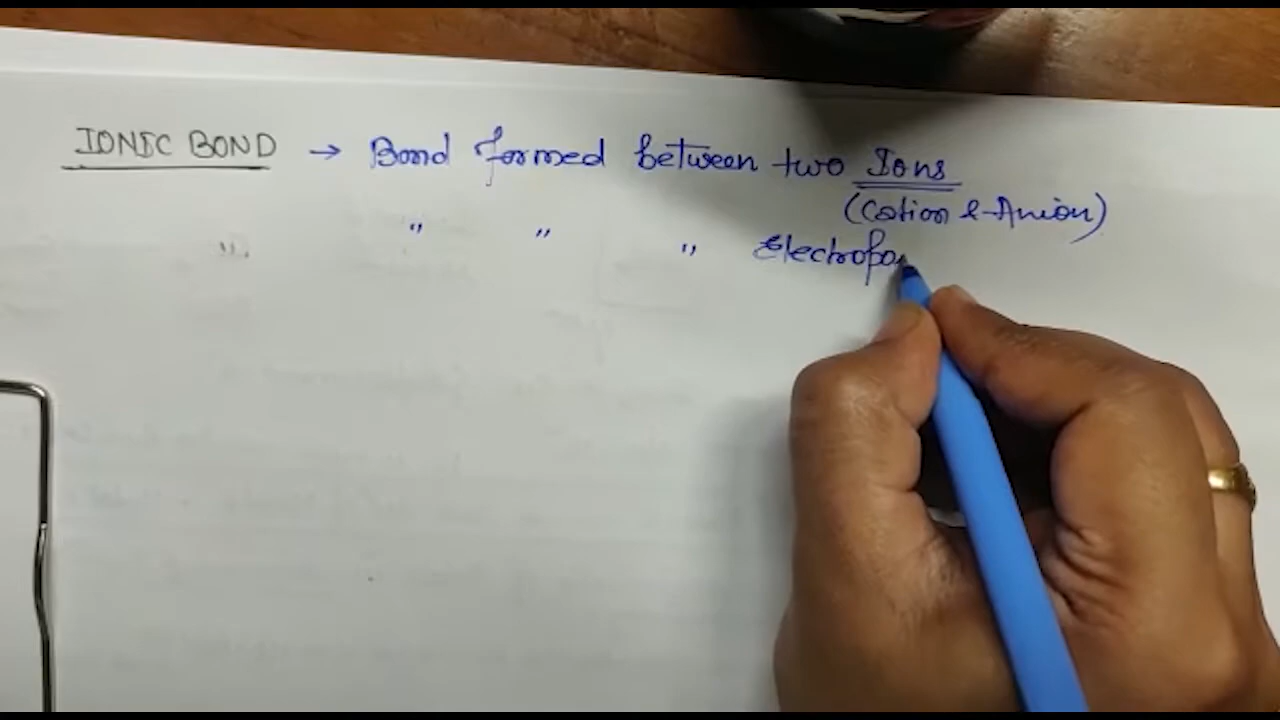 IONIC BOND → Bond formed between two Ions
(Cation & Anion)
" " " " Electropo